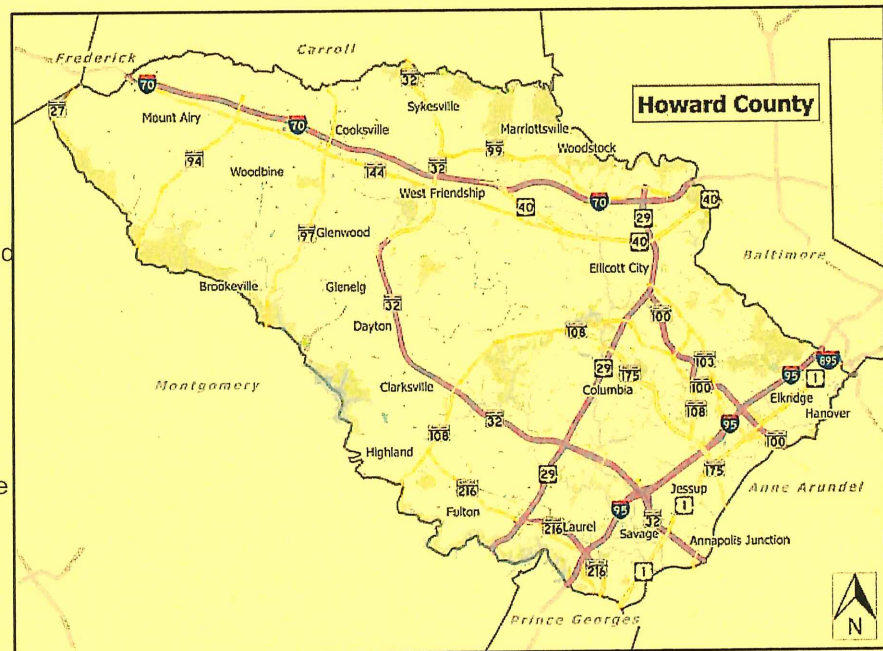 Carroll
Frederick
70
32
27
Howard County
Sykesville
Mount Airy
70
Cooksville
Marriottsville
99
Woodstock
94
32
144
Woodbine
West Friendship
70
40
40
29
97
Glenwood
40
Baltimore
Ellicott City
Brookeville
Glenelg
32
100
Dayton
108
895
103
29
175
95
1
Montgomery
Clarksville
100
Columbia
Elkridge
108
Hanover
32
95
108
100
Highland
29
175
216
Jessup
Anne Arundel
Fulton
95
1
216
Laurel
32
Savage
Annapolis Junction
216
1
N
Prince Georges